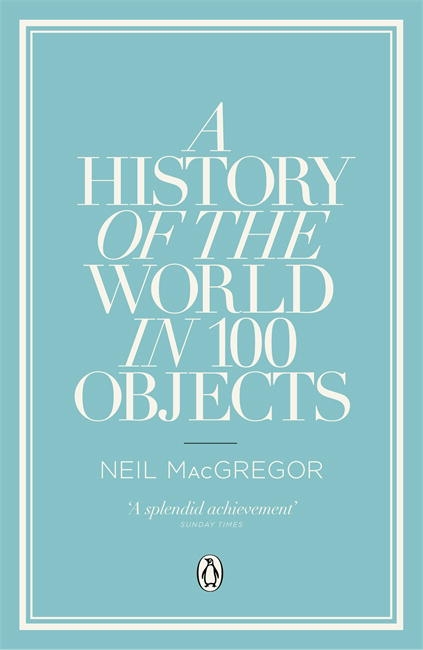 A
HISTORY
OF THE
WORLD
IN 100
OBJECTS
NEIL MACGREGOR
‘A splendid achievement’
SUNDAY TIMES